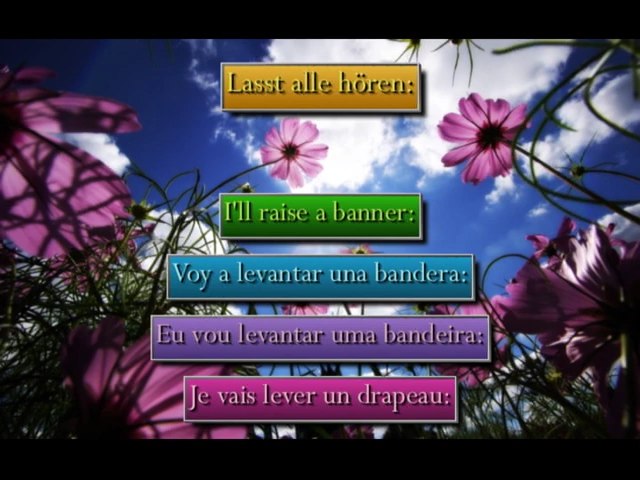 Lasst alle hören:
I'll raise a banner:
Voy a levantar una bandera:
Eu vou levantar uma bandeira:
Je vais lever un drapeau: